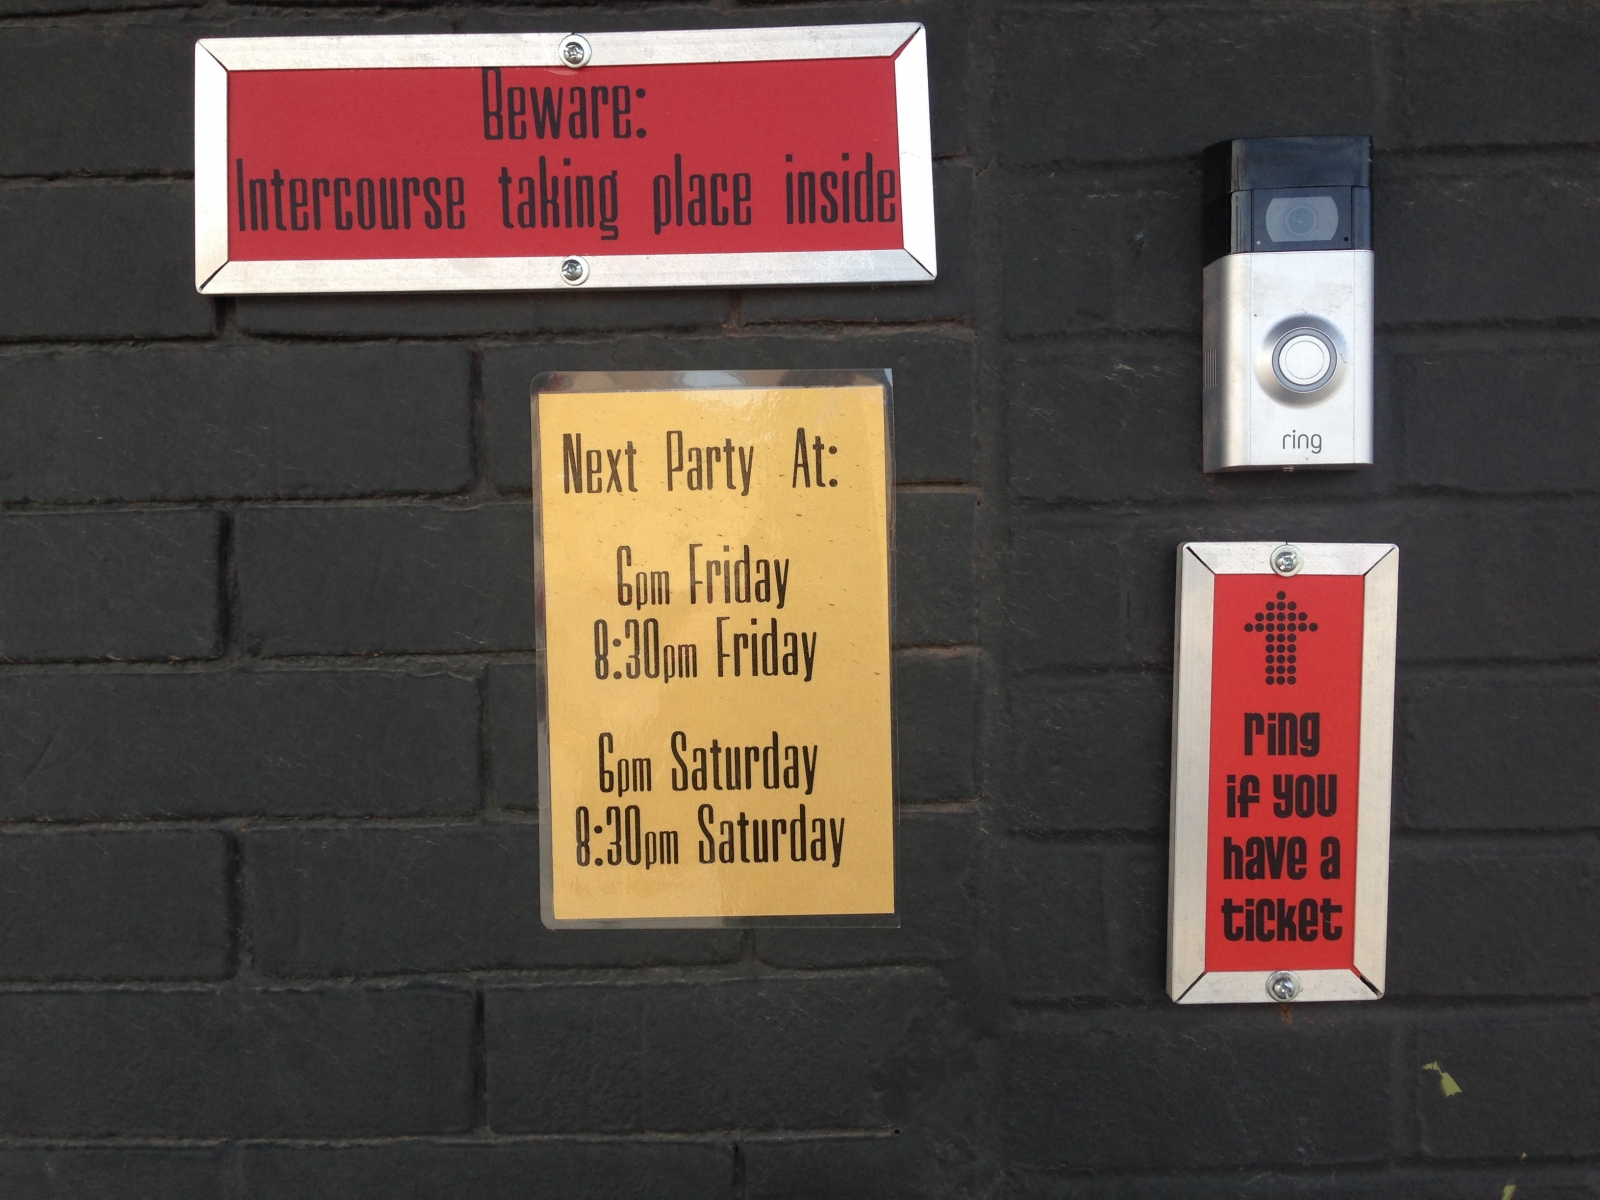 Beware:
Intercourse taking place inside
Next Party At:
6pm Friday
8:30pm Friday
6pm Saturday
8:30pm Saturday
ring
ring
if you
have a
ticket